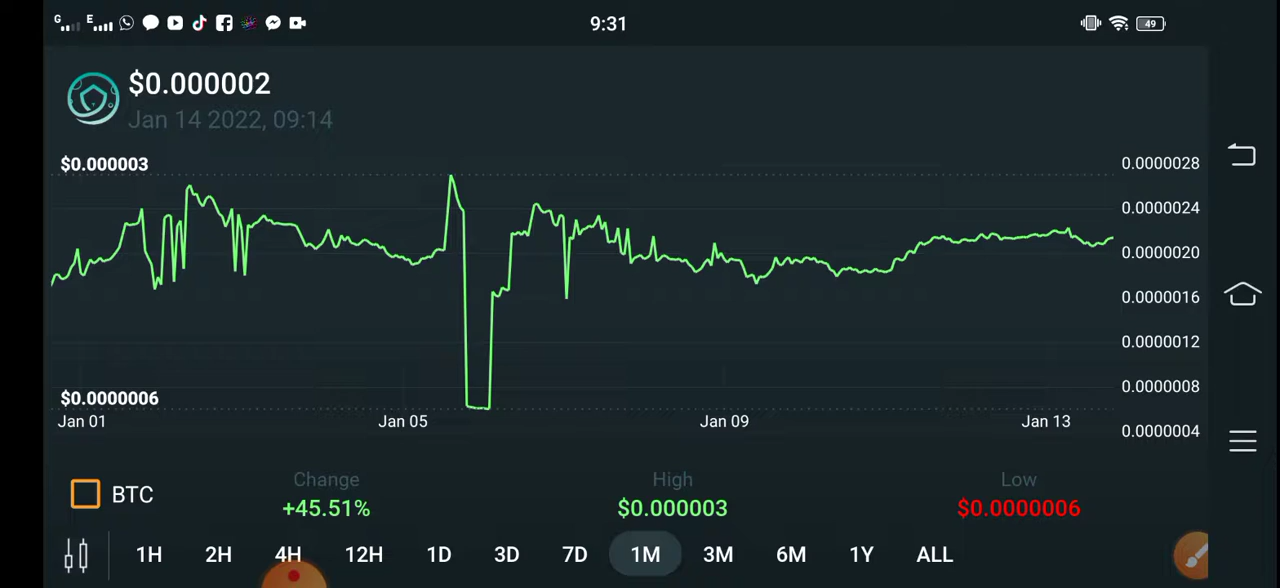 G E 9:31 49
$0.000002
Jan 14 2022, 09:14
$0.000003
0.0000028
0.0000024
0.0000020
0.0000016
0.0000012
0.0000008
$0.0000006
0.0000004
Jan 01 Jan 05 Jan 09 Jan 13
Change High Low
BTC
+45.51% $0.000003 $0.0000006
1H 2H 4H 12H 1D 3D 7D 1M 3M 6M 1Y ALL